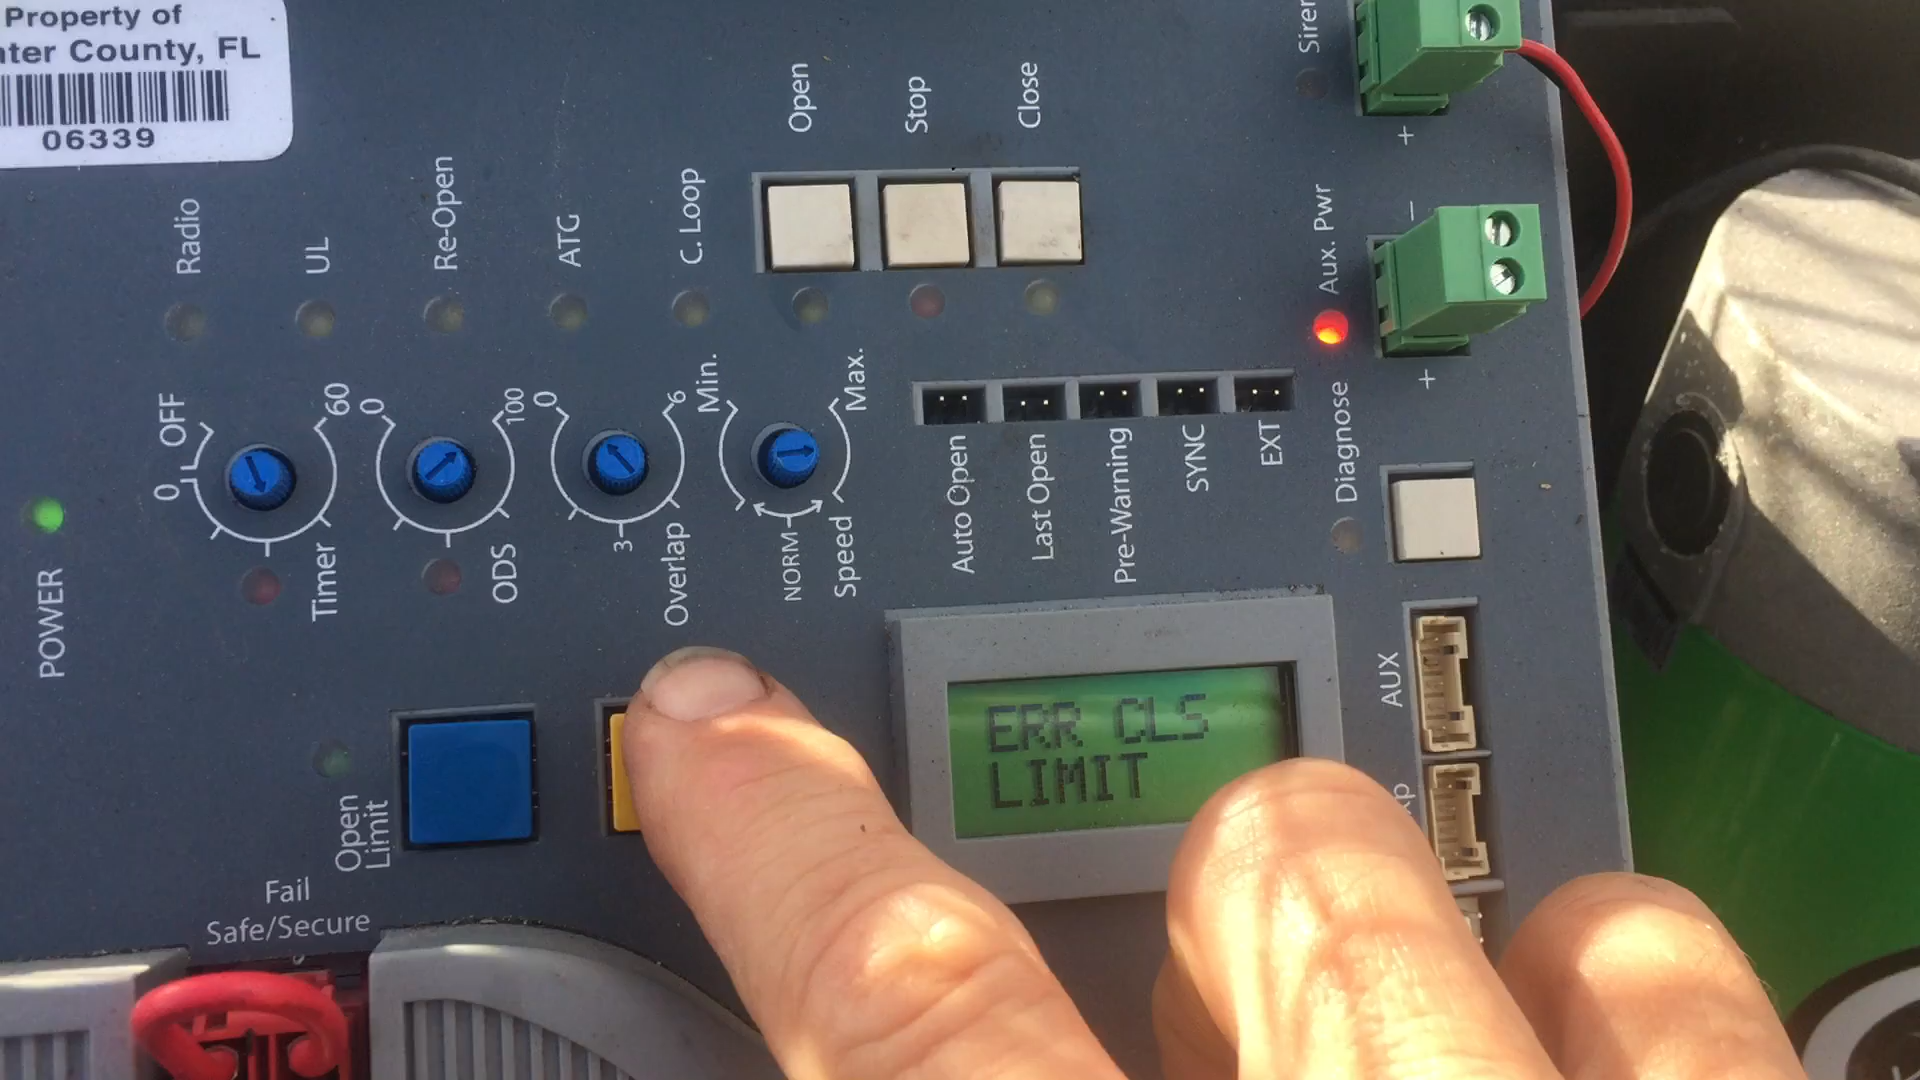 Property of
County, FL
06339
Radio
UL
Re-Open
ATG
C. Loop
Open
Stop
Close
Siren
+
Aux. Pwr
−
+
OFF
0
60
Timer
0
100
ODS
0
3
6
Overlap
Min.
Max.
NORM
Speed
POWER
Auto Open
Last Open
Pre-Warning
SYNC
EXT
Diagnose
AUX
Open
Limit
Fail
Safe/Secure
ERR CLS
LIMIT